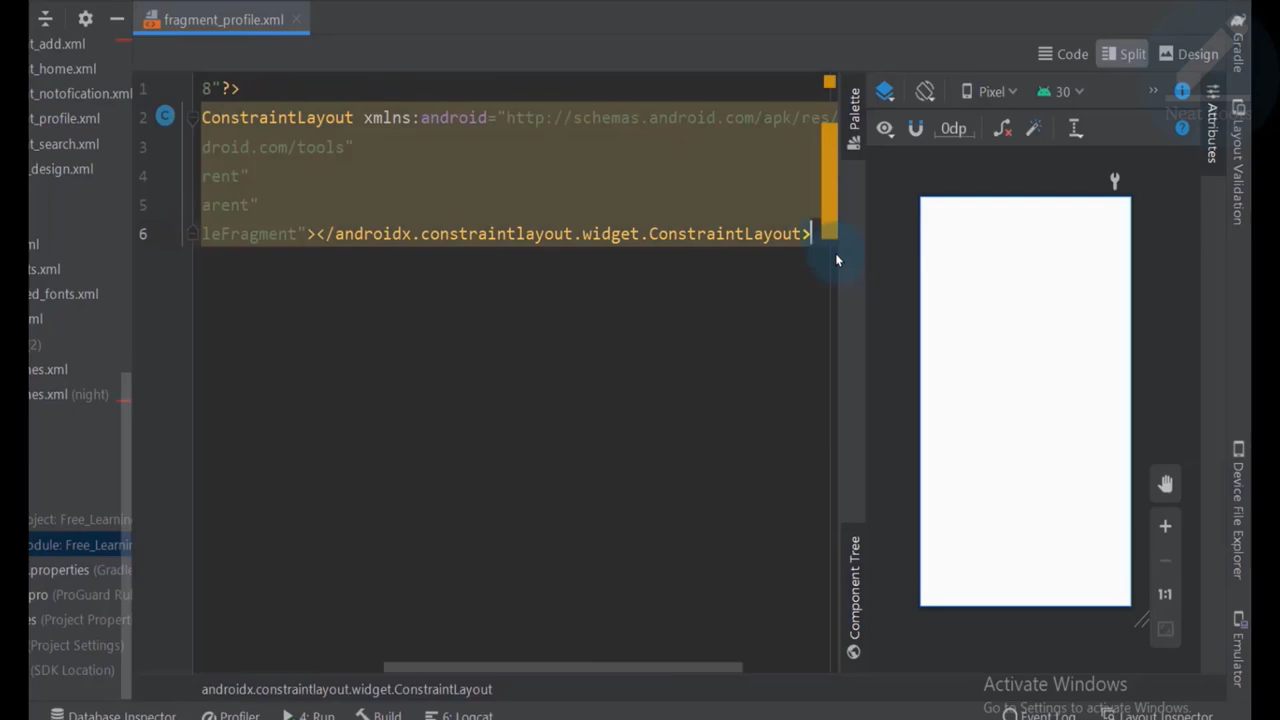 fragment_profile.xml
t_add.xml
t_home.xml
t_notofication.xml
t_profile.xml
t_search.xml
_design.xml
ml
ts.xml
ed_fonts.xml
ml
(2)
nes.xml
nes.xml (night)
oject: Free_Learnin
odule: Free_Learnin
.properties (Gradle
pro (ProGuard Rul
es (Project Propert
(Project Settings)
(SDK Location)
1 8"?>
2 ConstraintLayout xmlns:android="http://schemas.android.com/apk/res/
3 droid.com/tools"
4 rent"
5 arent"
6 leFragment"></androidx.constraintlayout.widget.ConstraintLayout>
androidx.constraintlayout.widget.ConstraintLayout
Code Split Design
Pixel 30
0dp
Palette
Component Tree
Attributes
1:1
Gradle
Layout Validation
Device File Explorer
Emulator
Activate Windows
Go to Settings to activate Windows.
Database Inspector Profiler 4: Run Build 6: Logcat Event Log Layout Inspector